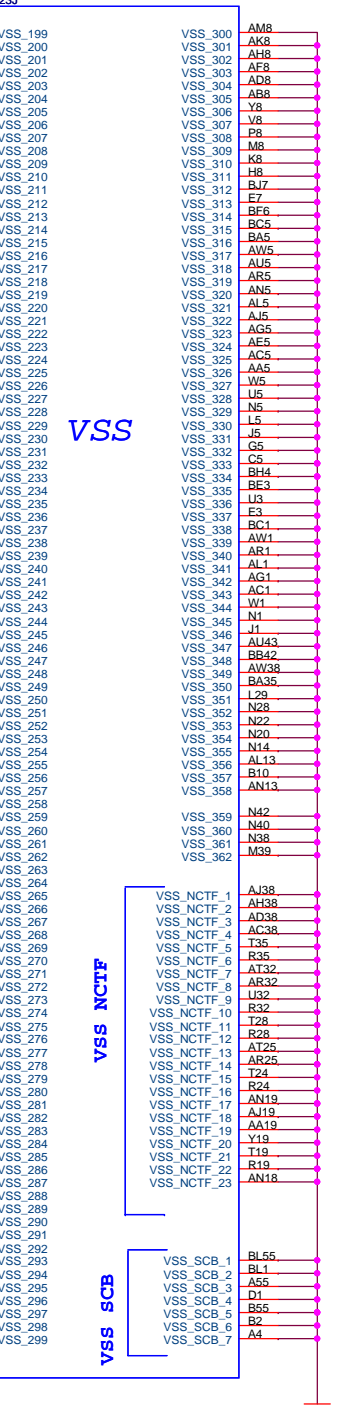 23J
VSS_199 VSS_300 AM8
VSS_200 VSS_301 AK8
VSS_201 VSS_302 AH8
VSS_202 VSS_303 AF8
VSS_203 VSS_304 AD8
VSS_204 VSS_305 AB8
VSS_205 VSS_306 Y8
VSS_206 VSS_307 V8
VSS_207 VSS_308 P8
VSS_208 VSS_309 M8
VSS_209 VSS_310 K8
VSS_210 VSS_311 H8
VSS_211 VSS_312 BJ7
VSS_212 VSS_313 E7
VSS_213 VSS_314 BF6
VSS_214 VSS_315 BC5
VSS_215 VSS_316 BA5
VSS_216 VSS_317 AW5
VSS_217 VSS_318 AU5
VSS_218 VSS_319 AR5
VSS_219 VSS_320 AN5
VSS_220 VSS_321 AL5
VSS_221 VSS_322 AJ5
VSS_222 VSS_323 AG5
VSS_223 VSS_324 AE5
VSS_224 VSS_325 AC5
VSS_225 VSS_326 AA5
VSS_226 VSS_327 W5
VSS_227 VSS_328 U5
VSS_228 VSS_329 N5
VSS
VSS_229 VSS_330 L5
VSS_230 VSS_331 J5
VSS_231 VSS_332 G5
VSS_232 VSS_333 C5
VSS_233 VSS_334 BH4
VSS_234 VSS_335 BE3
VSS_235 VSS_336 U3
VSS_236 VSS_337 E3
VSS_237 VSS_338 BC1
VSS_238 VSS_339 AW1
VSS_239 VSS_340 AR1
VSS_240 VSS_341 AL1
VSS_241 VSS_342 AG1
VSS_242 VSS_343 AC1
VSS_243 VSS_344 W1
VSS_244 VSS_345 N1
VSS_245 VSS_346 J1
VSS_246 VSS_347 AU43
VSS_247 VSS_348 BB42
VSS_248 VSS_349 AW38
VSS_249 VSS_350 BA35
VSS_250 VSS_351 L29
VSS_251 VSS_352 N28
VSS_252 VSS_353 N22
VSS_253 VSS_354 N20
VSS_254 VSS_355 N14
VSS_255 VSS_356 AL13
VSS_256 VSS_357 B10
VSS_257 VSS_358 AN13
VSS_258
VSS_259 VSS_359 N42
VSS_260 VSS_360 N40
VSS_261 VSS_361 N38
VSS_262 VSS_362 M39
VSS_263
VSS_264
VSS_265 VSS_NCTF_1 AJ38
VSS_266 VSS_NCTF_2 AH38
VSS_267 VSS_NCTF_3 AD38
VSS_268 VSS_NCTF_4 AC38
VSS_269 VSS_NCTF_5 T35
VSS_270 VSS_NCTF_6 R35
VSS_271 VSS_NCTF_7 AT32
VSS_272 VSS_NCTF_8 AR32
VSS_273 VSS_NCTF_9 U32
VSS_274 VSS_NCTF_10 R32
VSS NCTF
VSS_275 VSS_NCTF_11 T28
VSS_276 VSS_NCTF_12 R28
VSS_277 VSS_NCTF_13 AT25
VSS_278 VSS_NCTF_14 AR25
VSS_279 VSS_NCTF_15 T24
VSS_280 VSS_NCTF_16 R24
VSS_281 VSS_NCTF_17 AN19
VSS_282 VSS_NCTF_18 AJ19
VSS_283 VSS_NCTF_19 AA19
VSS_284 VSS_NCTF_20 Y19
VSS_285 VSS_NCTF_21 T19
VSS_286 VSS_NCTF_22 R19
VSS_287 VSS_NCTF_23 AN18
VSS_288
VSS_289
VSS_290
VSS_291
VSS_292
VSS_293 VSS_SCB_1 BL55
VSS_294 VSS_SCB_2 BL1
VSS_295 VSS_SCB_3 A55
VSS_296 VSS_SCB_4 D1
VSS_297 VSS_SCB_5 B55
VSS_298 VSS_SCB_6 B2
VSS_299 VSS_SCB_7 A4
VSS SCB